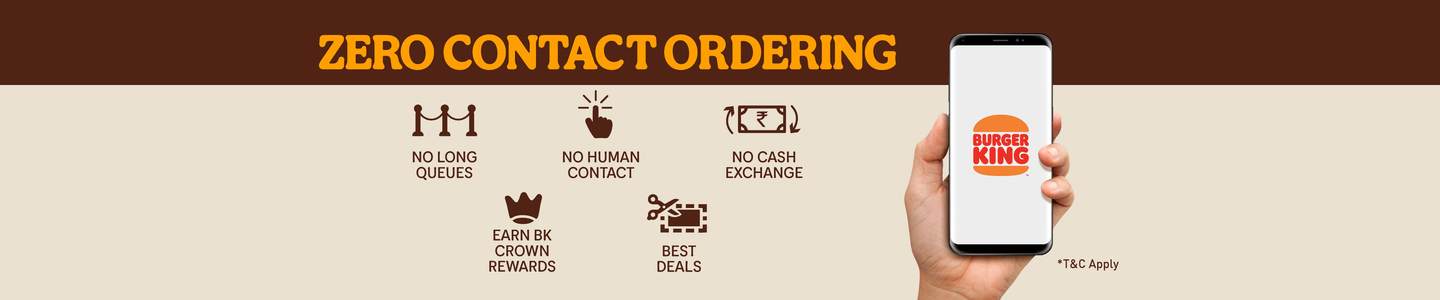 ZERO CONTACT ORDERING
NO LONG
QUEUES
NO HUMAN
CONTACT
₹
NO CASH
EXCHANGE
EARN BK
CROWN
REWARDS
BEST
DEALS
BURGER
KING
*T&C Apply